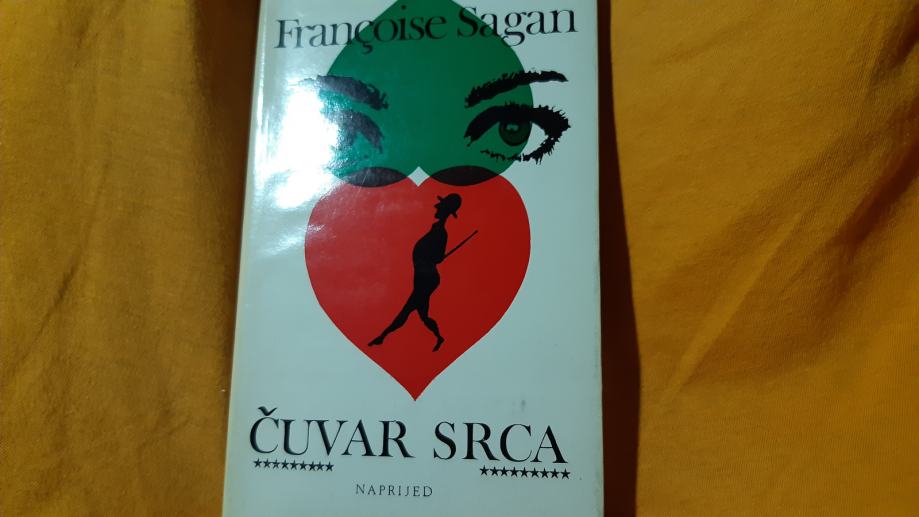 Françoise Sagan
ČUVAR SRCA
NAPRIJED